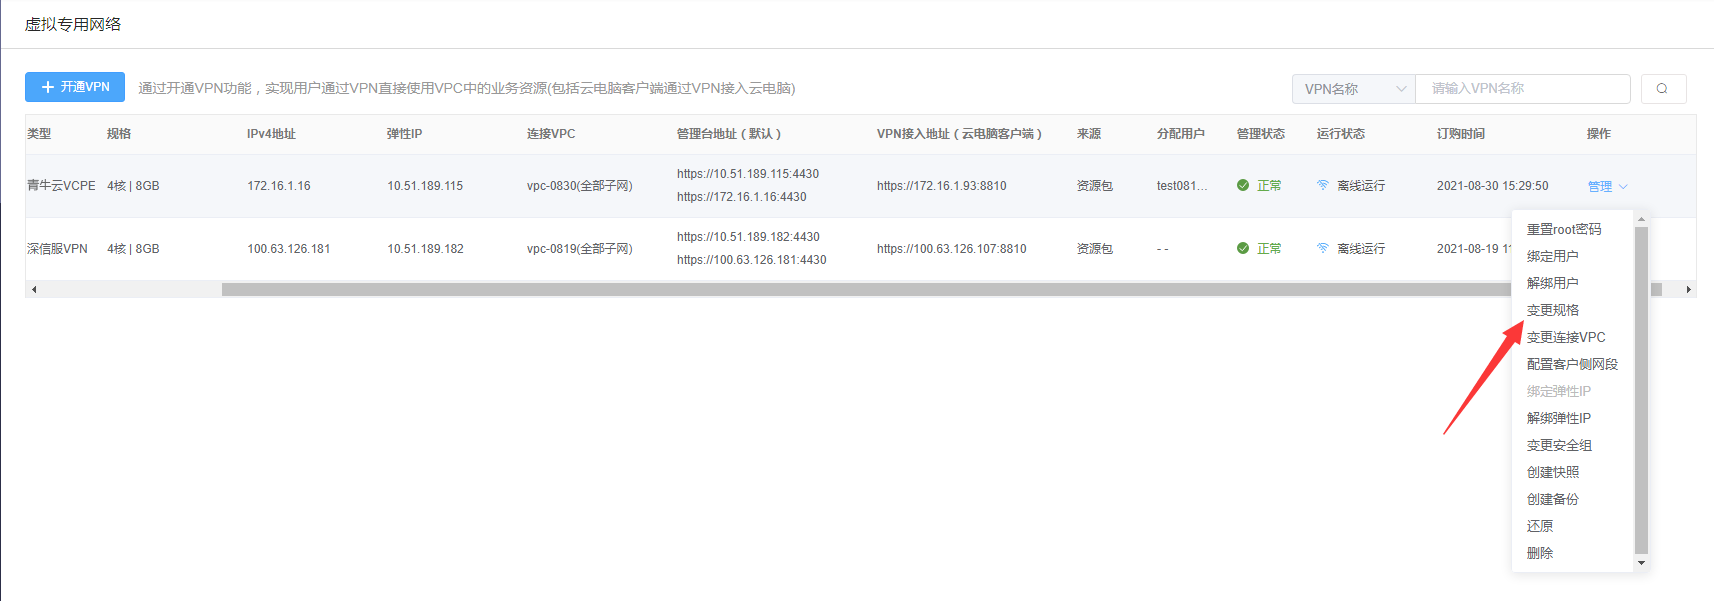 虚拟专用网络
开通VPN
通过开通VPN功能，实现用户通过VPN直接使用VPC中的业务资源(包括云电脑客户端通过VPN接入云电脑)
VPN名称
请输入VPN名称
类型 规格 IPv4地址 弹性IP 连接VPC 管理台地址（默认） VPN接入地址（云电脑客户端） 来源 分配用户 管理状态 运行状态 订购时间 操作
https://10.51.189.115:4430
青牛云VCPE 4核 | 8GB 172.16.1.16 10.51.189.115 vpc-0830(全部子网) https://172.16.1.93:8810 资源包 test081... 正常 离线运行 2021-08-30 15:29:50 管理
https://172.16.1.16:4430
https://10.51.189.182:4430
深信服VPN 4核 | 8GB 100.63.126.181 10.51.189.182 vpc-0819(全部子网) https://100.63.126.107:8810 资源包 - - 正常 离线运行 2021-08-19 11
https://100.63.126.181:4430
重置root密码
绑定用户
解绑用户
变更规格
变更连接VPC
配置客户侧网段
绑定弹性IP
解绑弹性IP
变更安全组
创建快照
创建备份
还原
删除